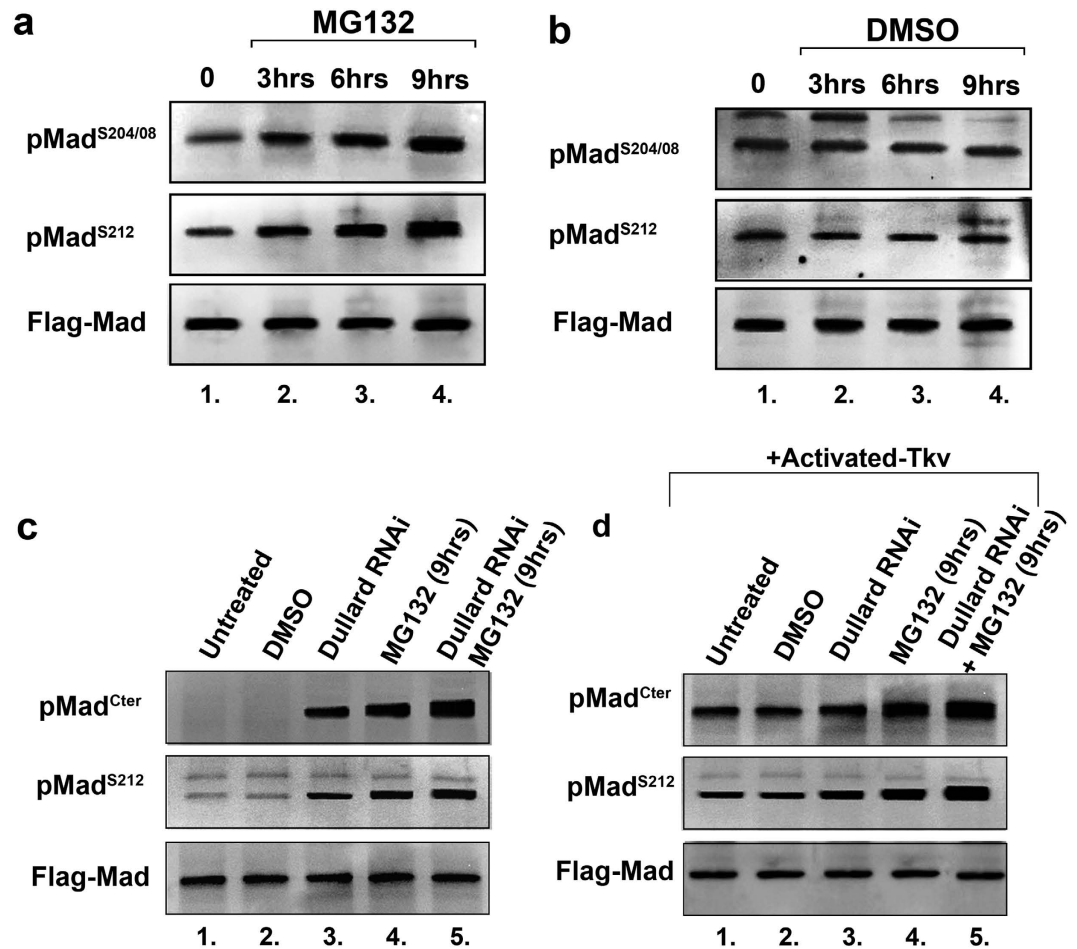 a
MG132
0 3hrs 6hrs 9hrs
pMadS204/08
pMadS212
Flag-Mad
1. 2. 3. 4.
b
DMSO
0 3hrs 6hrs 9hrs
pMadS204/08
pMadS212
Flag-Mad
1. 2. 3. 4.
c
Untreated
DMSO
Dullard RNAi
MG132 (9hrs)
Dullard RNAi
MG132 (9hrs)
pMadCter
pMadS212
Flag-Mad
1. 2. 3. 4. 5.
+Activated-Tkv
d
Untreated
DMSO
Dullard RNAi
MG132 (9hrs)
Dullard RNAi
+ MG132 (9hrs)
pMadCter
pMadS212
Flag-Mad
1. 2. 3. 4. 5.